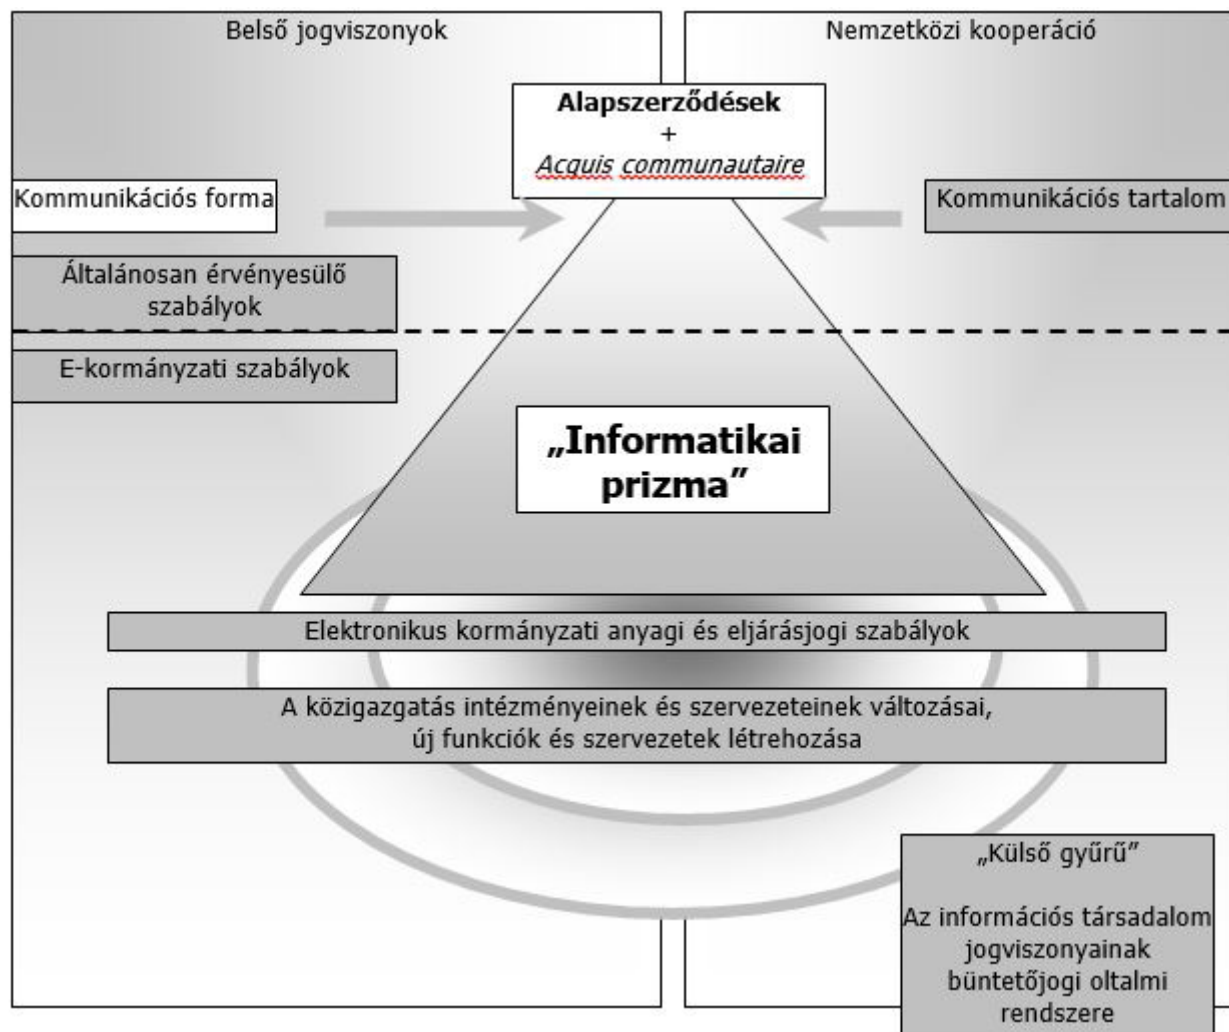 Belső jogviszonyok
Nemzetközi kooperáció
Alapszerződések
+
Acquis communautaire
Kommunikációs forma
Kommunikációs tartalom
Általánosan érvényesülő
szabályok
E-kormányzati szabályok
„Informatikai
prizma”
Elektronikus kormányzati anyagi és eljárásjogi szabályok
A közigazgatás intézményeinek és szervezeteinek változásai,
új funkciók és szervezetek létrehozása
„Külső gyűrű”
Az információs társadalom
jogviszonyainak
büntetőjogi oltalmi
rendszere